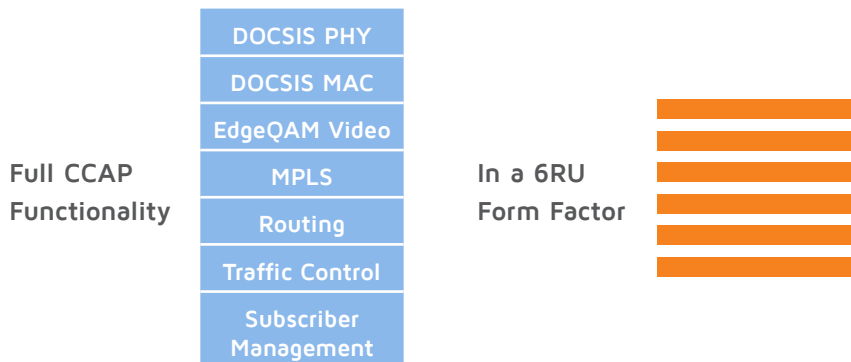 Full CCAP
Functionality
DOCSIS PHY
DOCSIS MAC
EdgeQAM Video
MPLS
Routing
Traffic Control
Subscriber
Management
In a 6RU
Form Factor